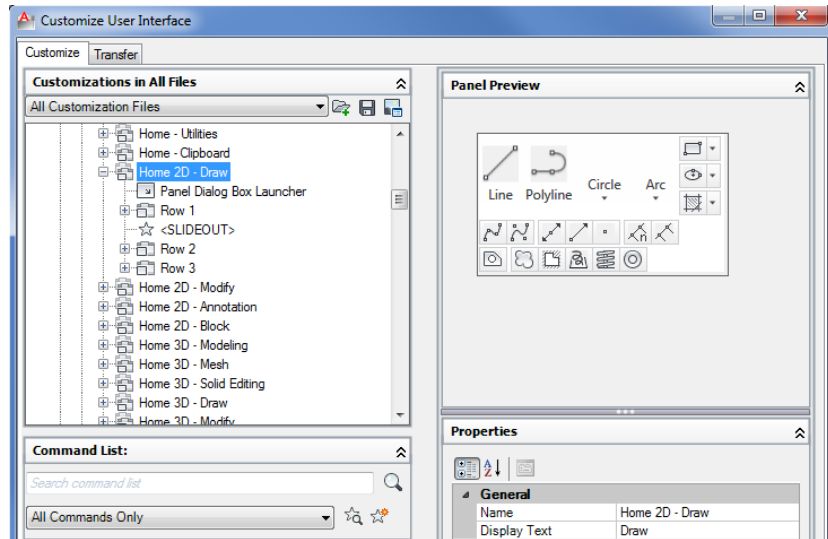 Customize User Interface
Customize Transfer
Customizations in All Files
All Customization Files
Home - Utilities
Home - Clipboard
Home 2D - Draw
Panel Dialog Box Launcher
Row 1
<SLIDEOUT>
Row 2
Row 3
Home 2D - Modify
Home 2D - Annotation
Home 2D - Block
Home 3D - Modeling
Home 3D - Mesh
Home 3D - Solid Editing
Home 3D - Draw
Home 3D - Modify
Command List:
Search command list
All Commands Only
Panel Preview
Line Polyline Circle Arc
Properties
General
Name Home 2D - Draw
Display Text Draw